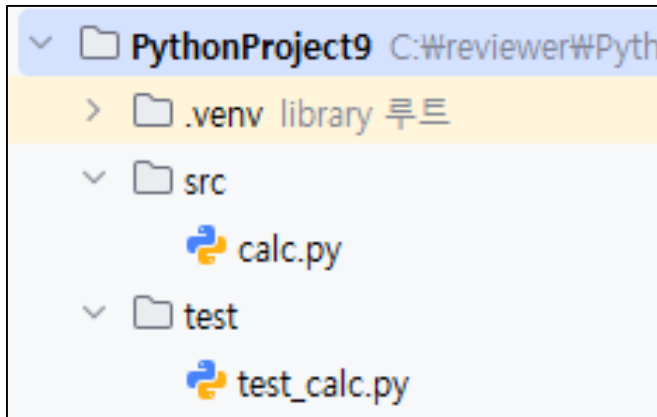 PythonProject9 C:₩reviewer₩Pyth
.venv library 루트
src
calc.py
test
test_calc.py